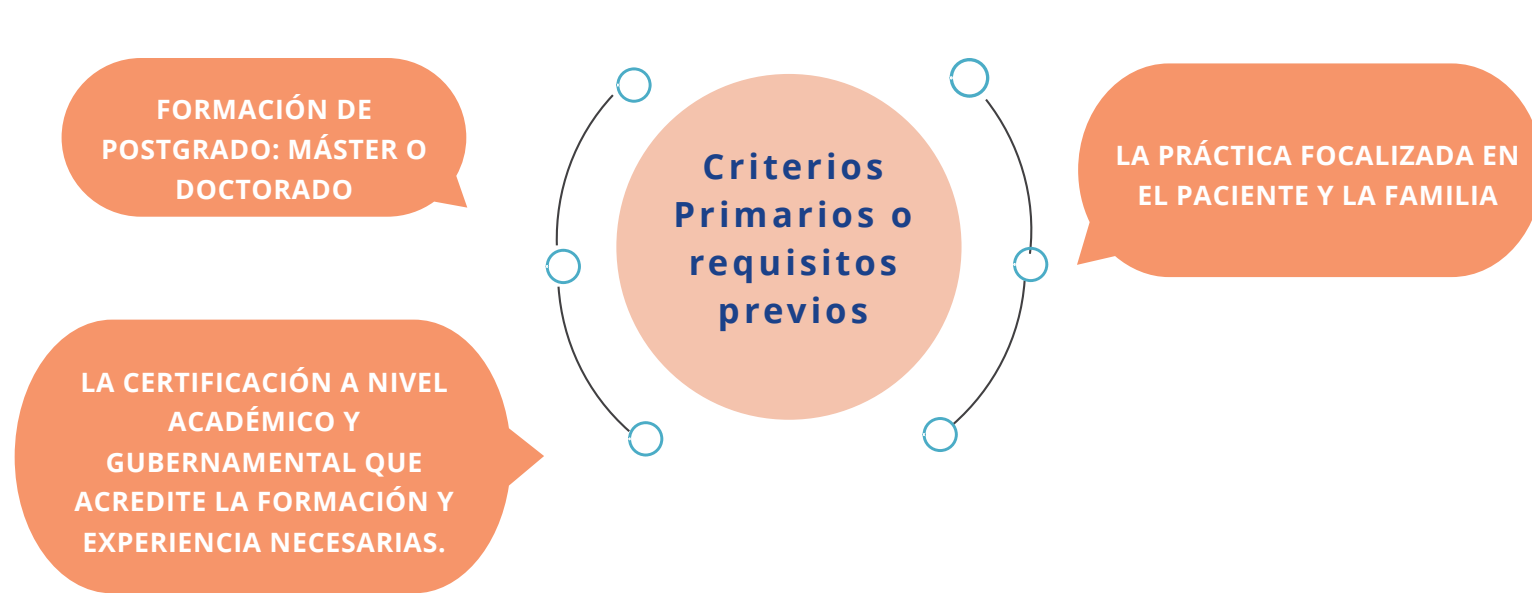 FORMACIÓN DE
POSTGRADO: MÁSTER O
DOCTORADO
LA CERTIFICACIÓN A NIVEL
ACADÉMICO Y
GUBERNAMENTAL QUE
ACREDITE LA FORMACIÓN Y
EXPERIENCIA NECESARIAS.
Criterios
Primarios o
requisitos
previos
LA PRÁCTICA FOCALIZADA EN
EL PACIENTE Y LA FAMILIA